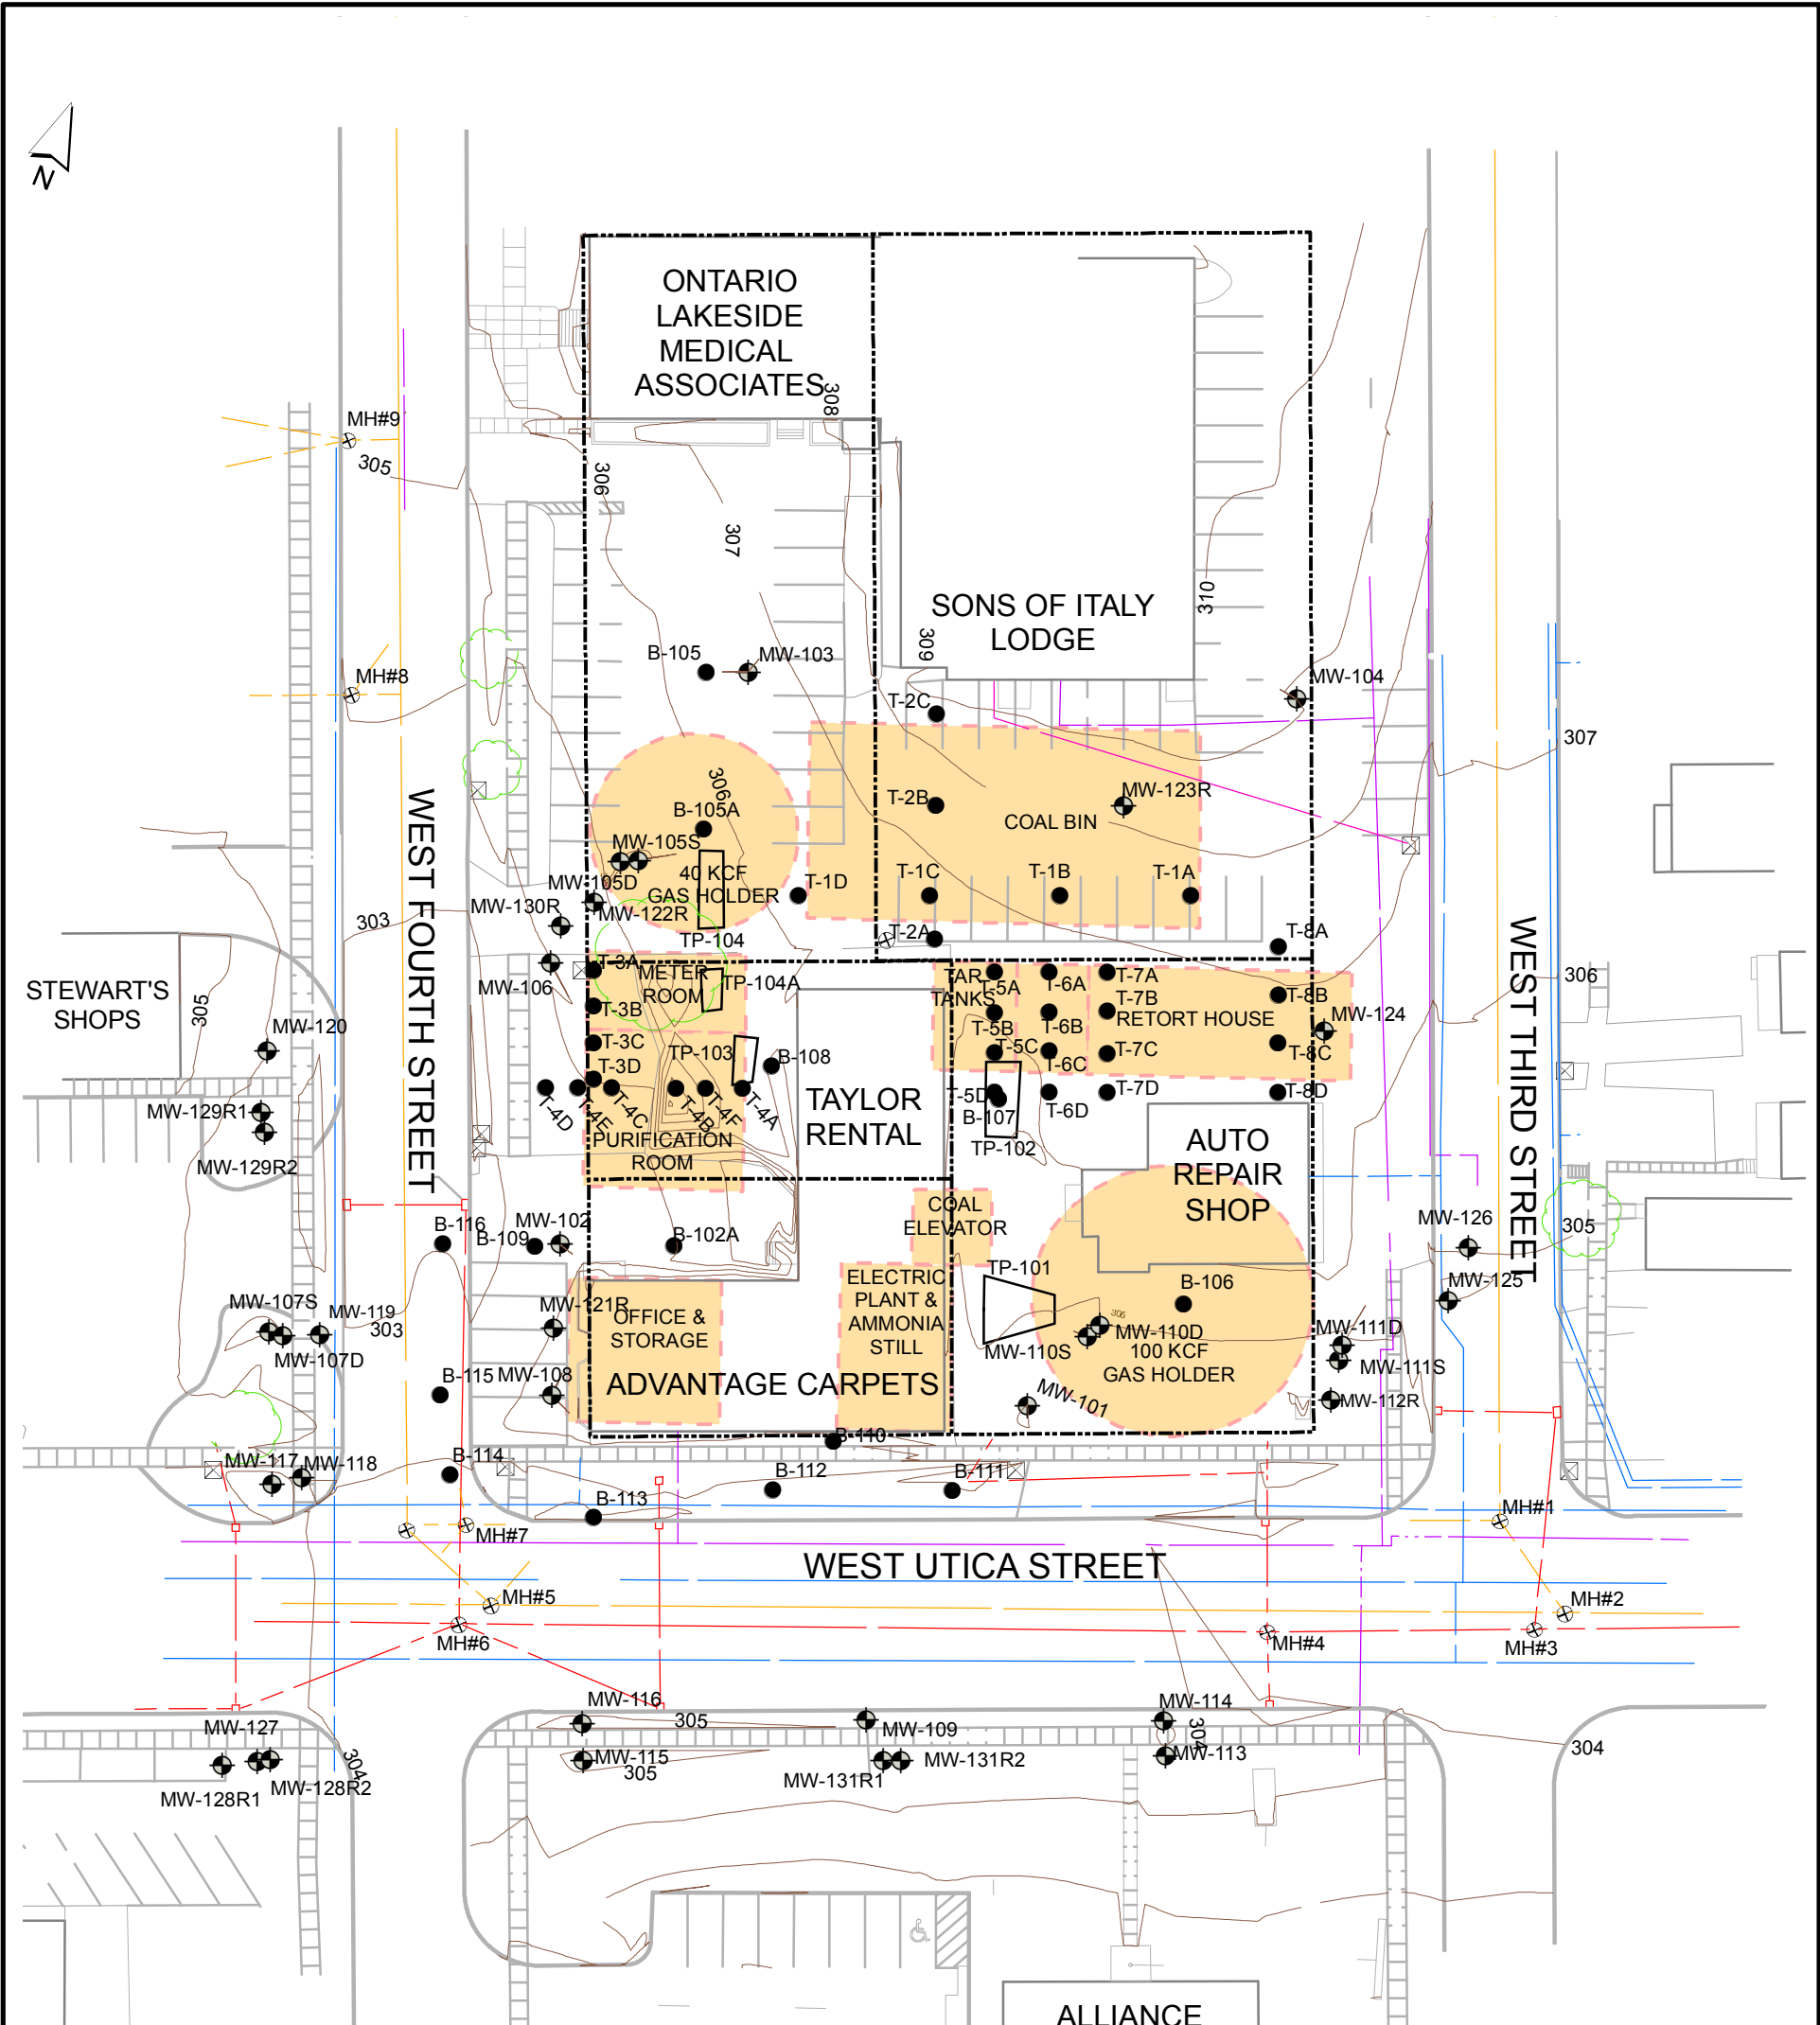 N
ONTARIO
LAKESIDE
MEDICAL
ASSOCIATES
308
MH#9
305
306
307
310
SONS OF ITALY
LODGE
309
B-105
MW-103
MW-104
MH#8
T-2C
307
306
B-105A
T-2B
MW-123R
COAL BIN
WEST FOURTH STREET
MW-105S
40 KCF
GAS HOLDER
MW-105D
T-1D
T-1C
T-1B
T-1A
MW-130R
MW-122R
303
TP-104
T-2A
T-8A
WEST THIRD STREET
STEWART'S
SHOPS
305
MW-106
T-3A
METER
ROOM
TP-104A
TAR
TANKS
T-5A
T-6A
T-7A
306
T-3B
T-7B
T-8B
MW-120
T-5B
T-6B
RETORT HOUSE
MW-124
T-3C
TP-103
B-108
T-5C
T-6C
T-7C
T-8C
T-3D
MW-129R1
T-4D
T-4E
T-4C
T-4B
T-4F
T-4A
TAYLOR
RENTAL
T-5D
B-107
T-6D
T-7D
T-8D
PURIFICATION
ROOM
TP-102
AUTO
REPAIR
SHOP
MW-129R2
COAL
ELEVATOR
B-116
B-109
MW-102
B-102A
MW-126
305
TP-101
ELECTRIC
PLANT &
AMMONIA
STILL
B-106
MW-125
MW-107S
MW-119
303
MW-121R
OFFICE &
STORAGE
305
MW-110D
MW-111D
MW-107D
MW-110S
100 KCF
GAS HOLDER
MW-111S
B-115
MW-108
ADVANTAGE CARPETS
MW-101
MW-112R
B-110
MW-117
MW-118
B-114
B-112
B-111
B-113
MH#1
MH#7
WEST UTICA STREET
MH#5
MH#2
MH#6
MH#4
MH#3
MW-116
305
MW-109
MW-114
304
MW-127
304
MW-115
305
MW-131R1
MW-131R2
MW-113
304
MW-128R1
MW-128R2
ALLIANCE